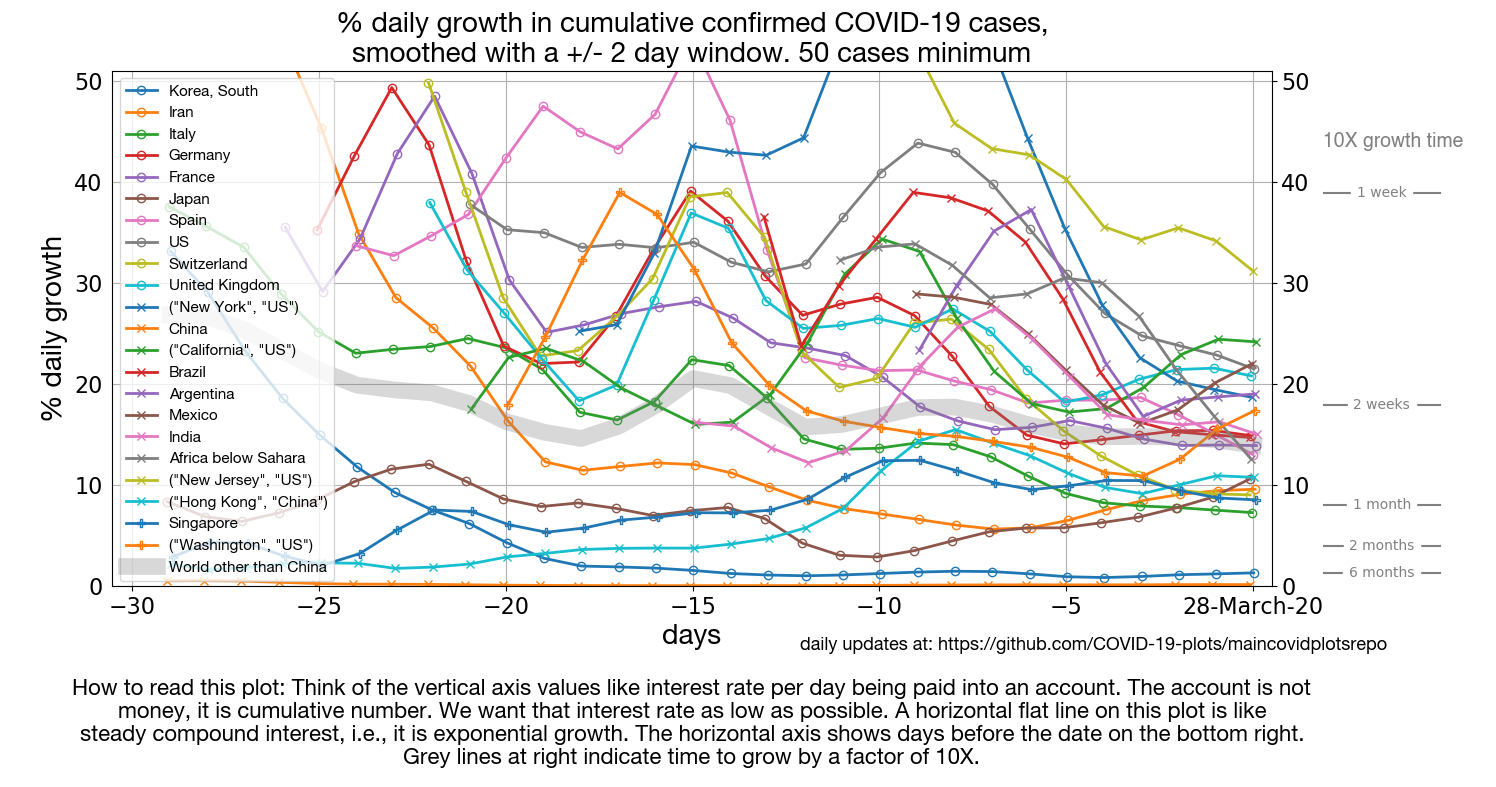 % daily growth in cumulative confirmed COVID-19 cases,
smoothed with a +/- 2 day window. 50 cases minimum
% daily growth
50
40
30
20
10
0
Korea, South
Iran
Italy
Germany
France
Japan
Spain
US
Switzerland
United Kingdom
("New York", "US")
China
("California", "US")
Brazil
Argentina
Mexico
India
Africa below Sahara
("New Jersey", "US")
("Hong Kong", "China")
Singapore
("Washington", "US")
World other than China
50
40
30
20
10
0
10X growth time
1 week
2 weeks
1 month
2 months
6 months
−30 −25 −20 −15 −10 −5 28-March-20
days
daily updates at: https://github.com/COVID-19-plots/maincovidplotsrepo
How to read this plot: Think of the vertical axis values like interest rate per day being paid into an account. The account is not
money, it is cumulative number. We want that interest rate as low as possible. A horizontal flat line on this plot is like
steady compound interest, i.e., it is exponential growth. The horizontal axis shows days before the date on the bottom right.
Grey lines at right indicate time to grow by a factor of 10X.